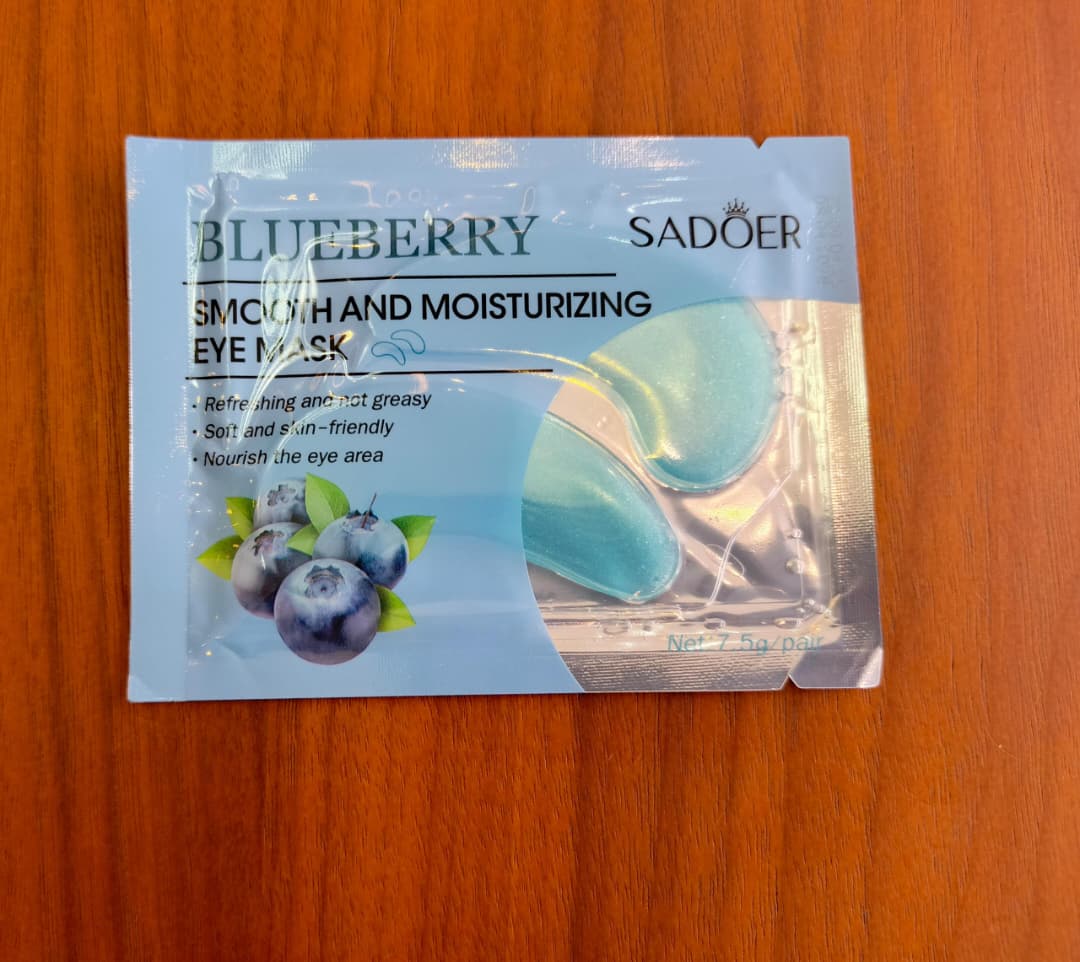 BLUEBERRY
SADOER
SMOOTH AND MOISTURIZING
EYE MASK
• Refreshing and not greasy
• Soft and skin-friendly
• Nourish the eye area
Net: 7.5g/pair